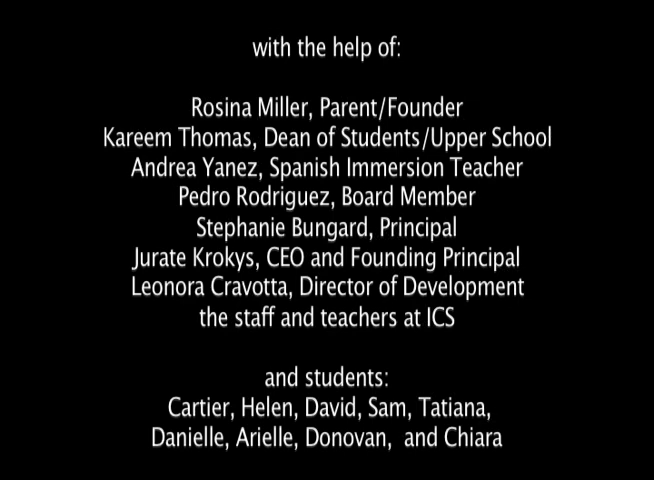 with the help of:
Rosina Miller, Parent/Founder
Kareem Thomas, Dean of Students/Upper School
Andrea Yanez, Spanish Immersion Teacher
Pedro Rodriguez, Board Member
Stephanie Bungard, Principal
Jurate Krokys, CEO and Founding Principal
Leonora Cravotta, Director of Development
the staff and teachers at ICS
and students:
Cartier, Helen, David, Sam, Tatiana,
Danielle, Arielle, Donovan,  and Chiara